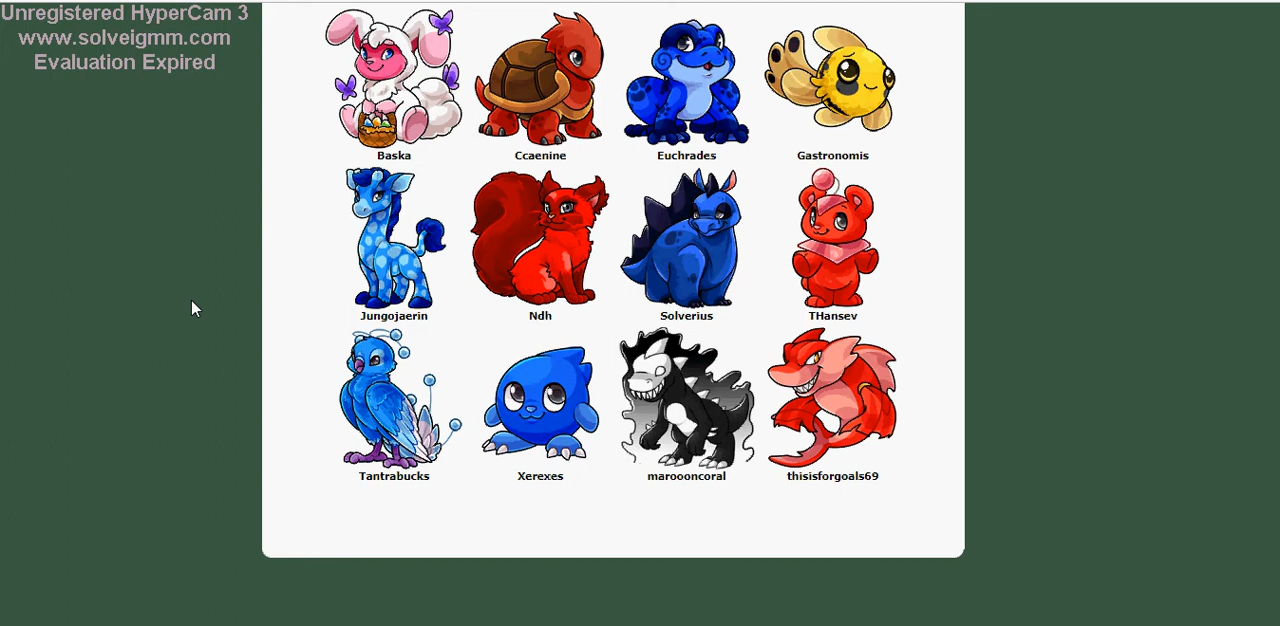 Unregistered HyperCam 3
www.solveigmm.com
Evaluation Expired
Baska
Ccaenine
Euchrades
Gastronomis
Jungojaerin
Ndh
Solverius
THansev
Tantrabucks
Xerexes
maroooncoral
thisisforgoals69